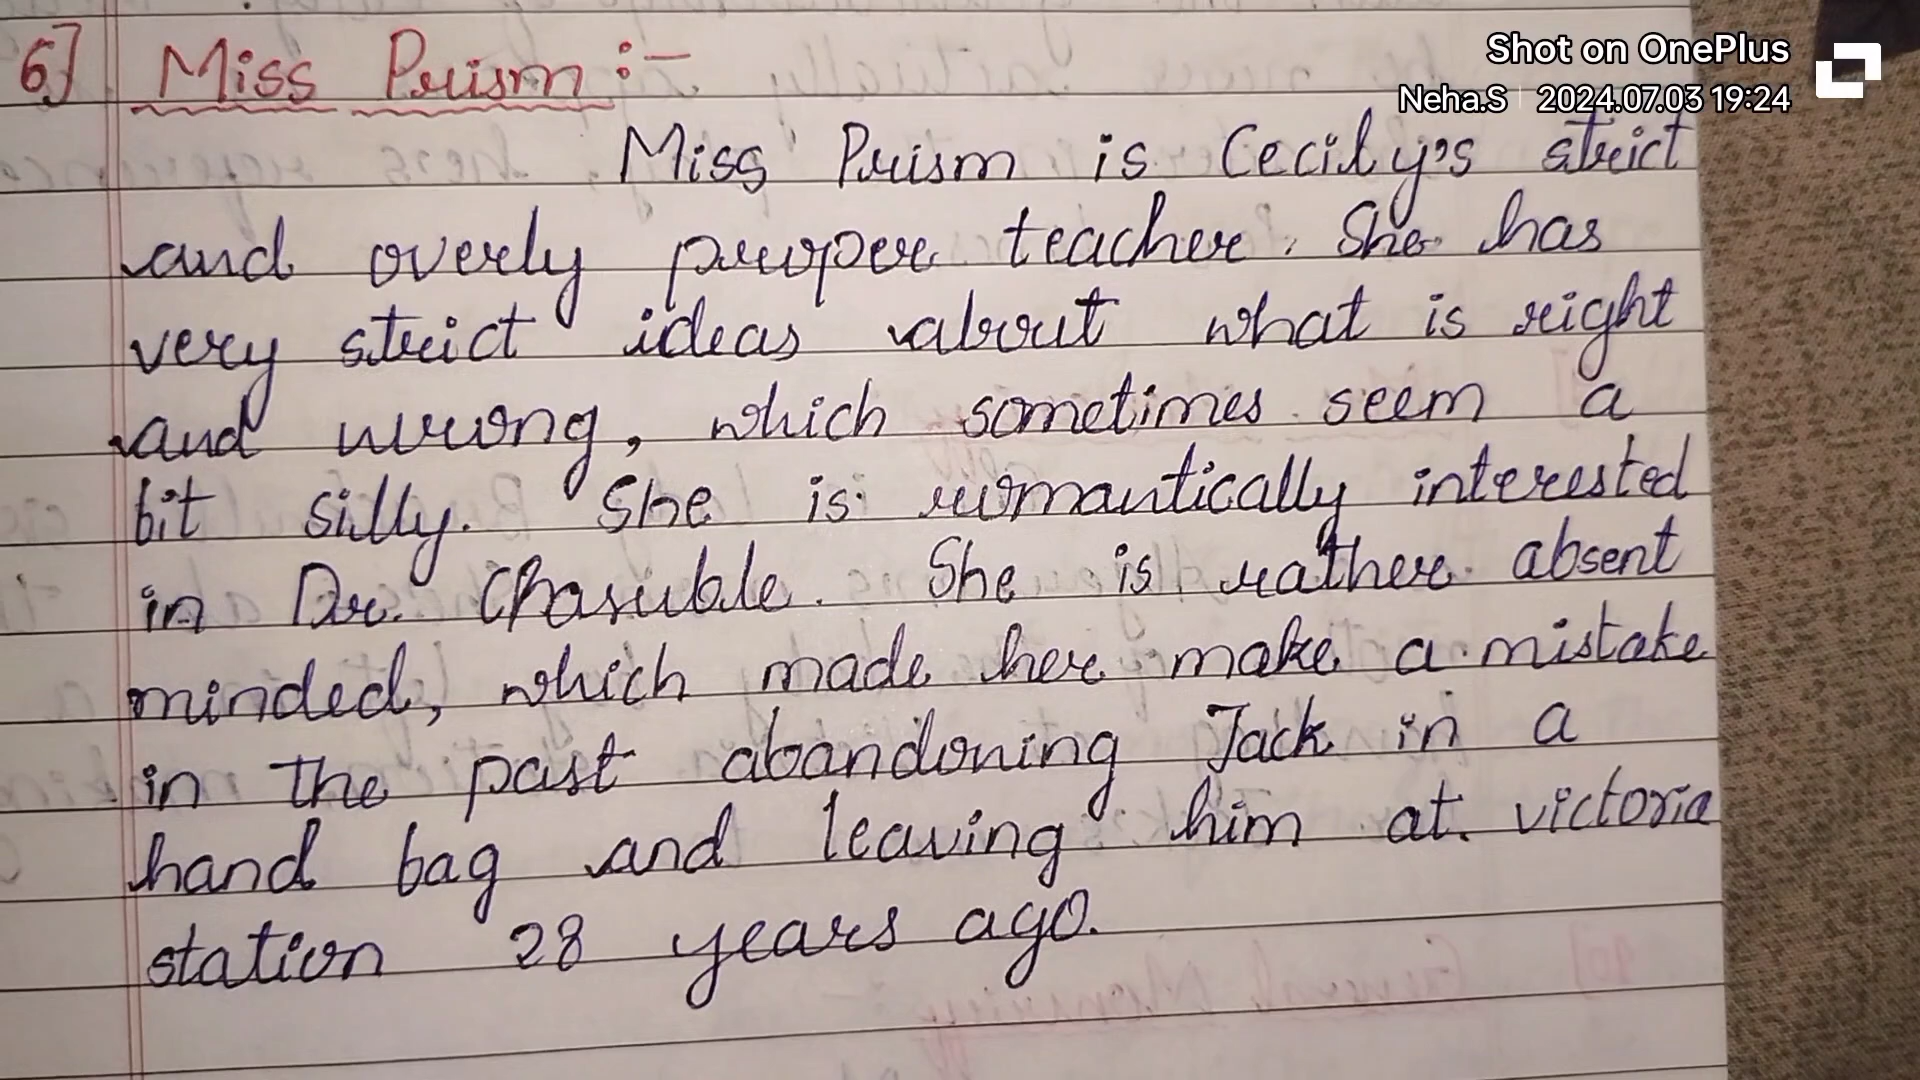 Shot on OnePlus
Neha.S | 2024.07.03 19:24
6] Miss Prism :-
Miss Prism is Cecily's strict
and overly proper teacher. She has
very strict ideas about what is right
and wrong, which sometimes seem a
bit silly. She is romantically interested
in Dr. Chasuble. She is rather absent
minded, which made her make a mistake
in the past abandoning Jack in a
hand bag and leaving him at victoria
station 28 years ago.